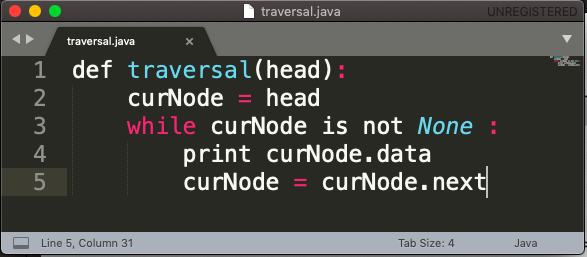 traversal.java
UNREGISTERED
traversal.java ×
1 def traversal(head):
2     curNode = head
3     while curNode is not None :
4         print curNode.data
5         curNode = curNode.next
Line 5, Column 31 Tab Size: 4 Java